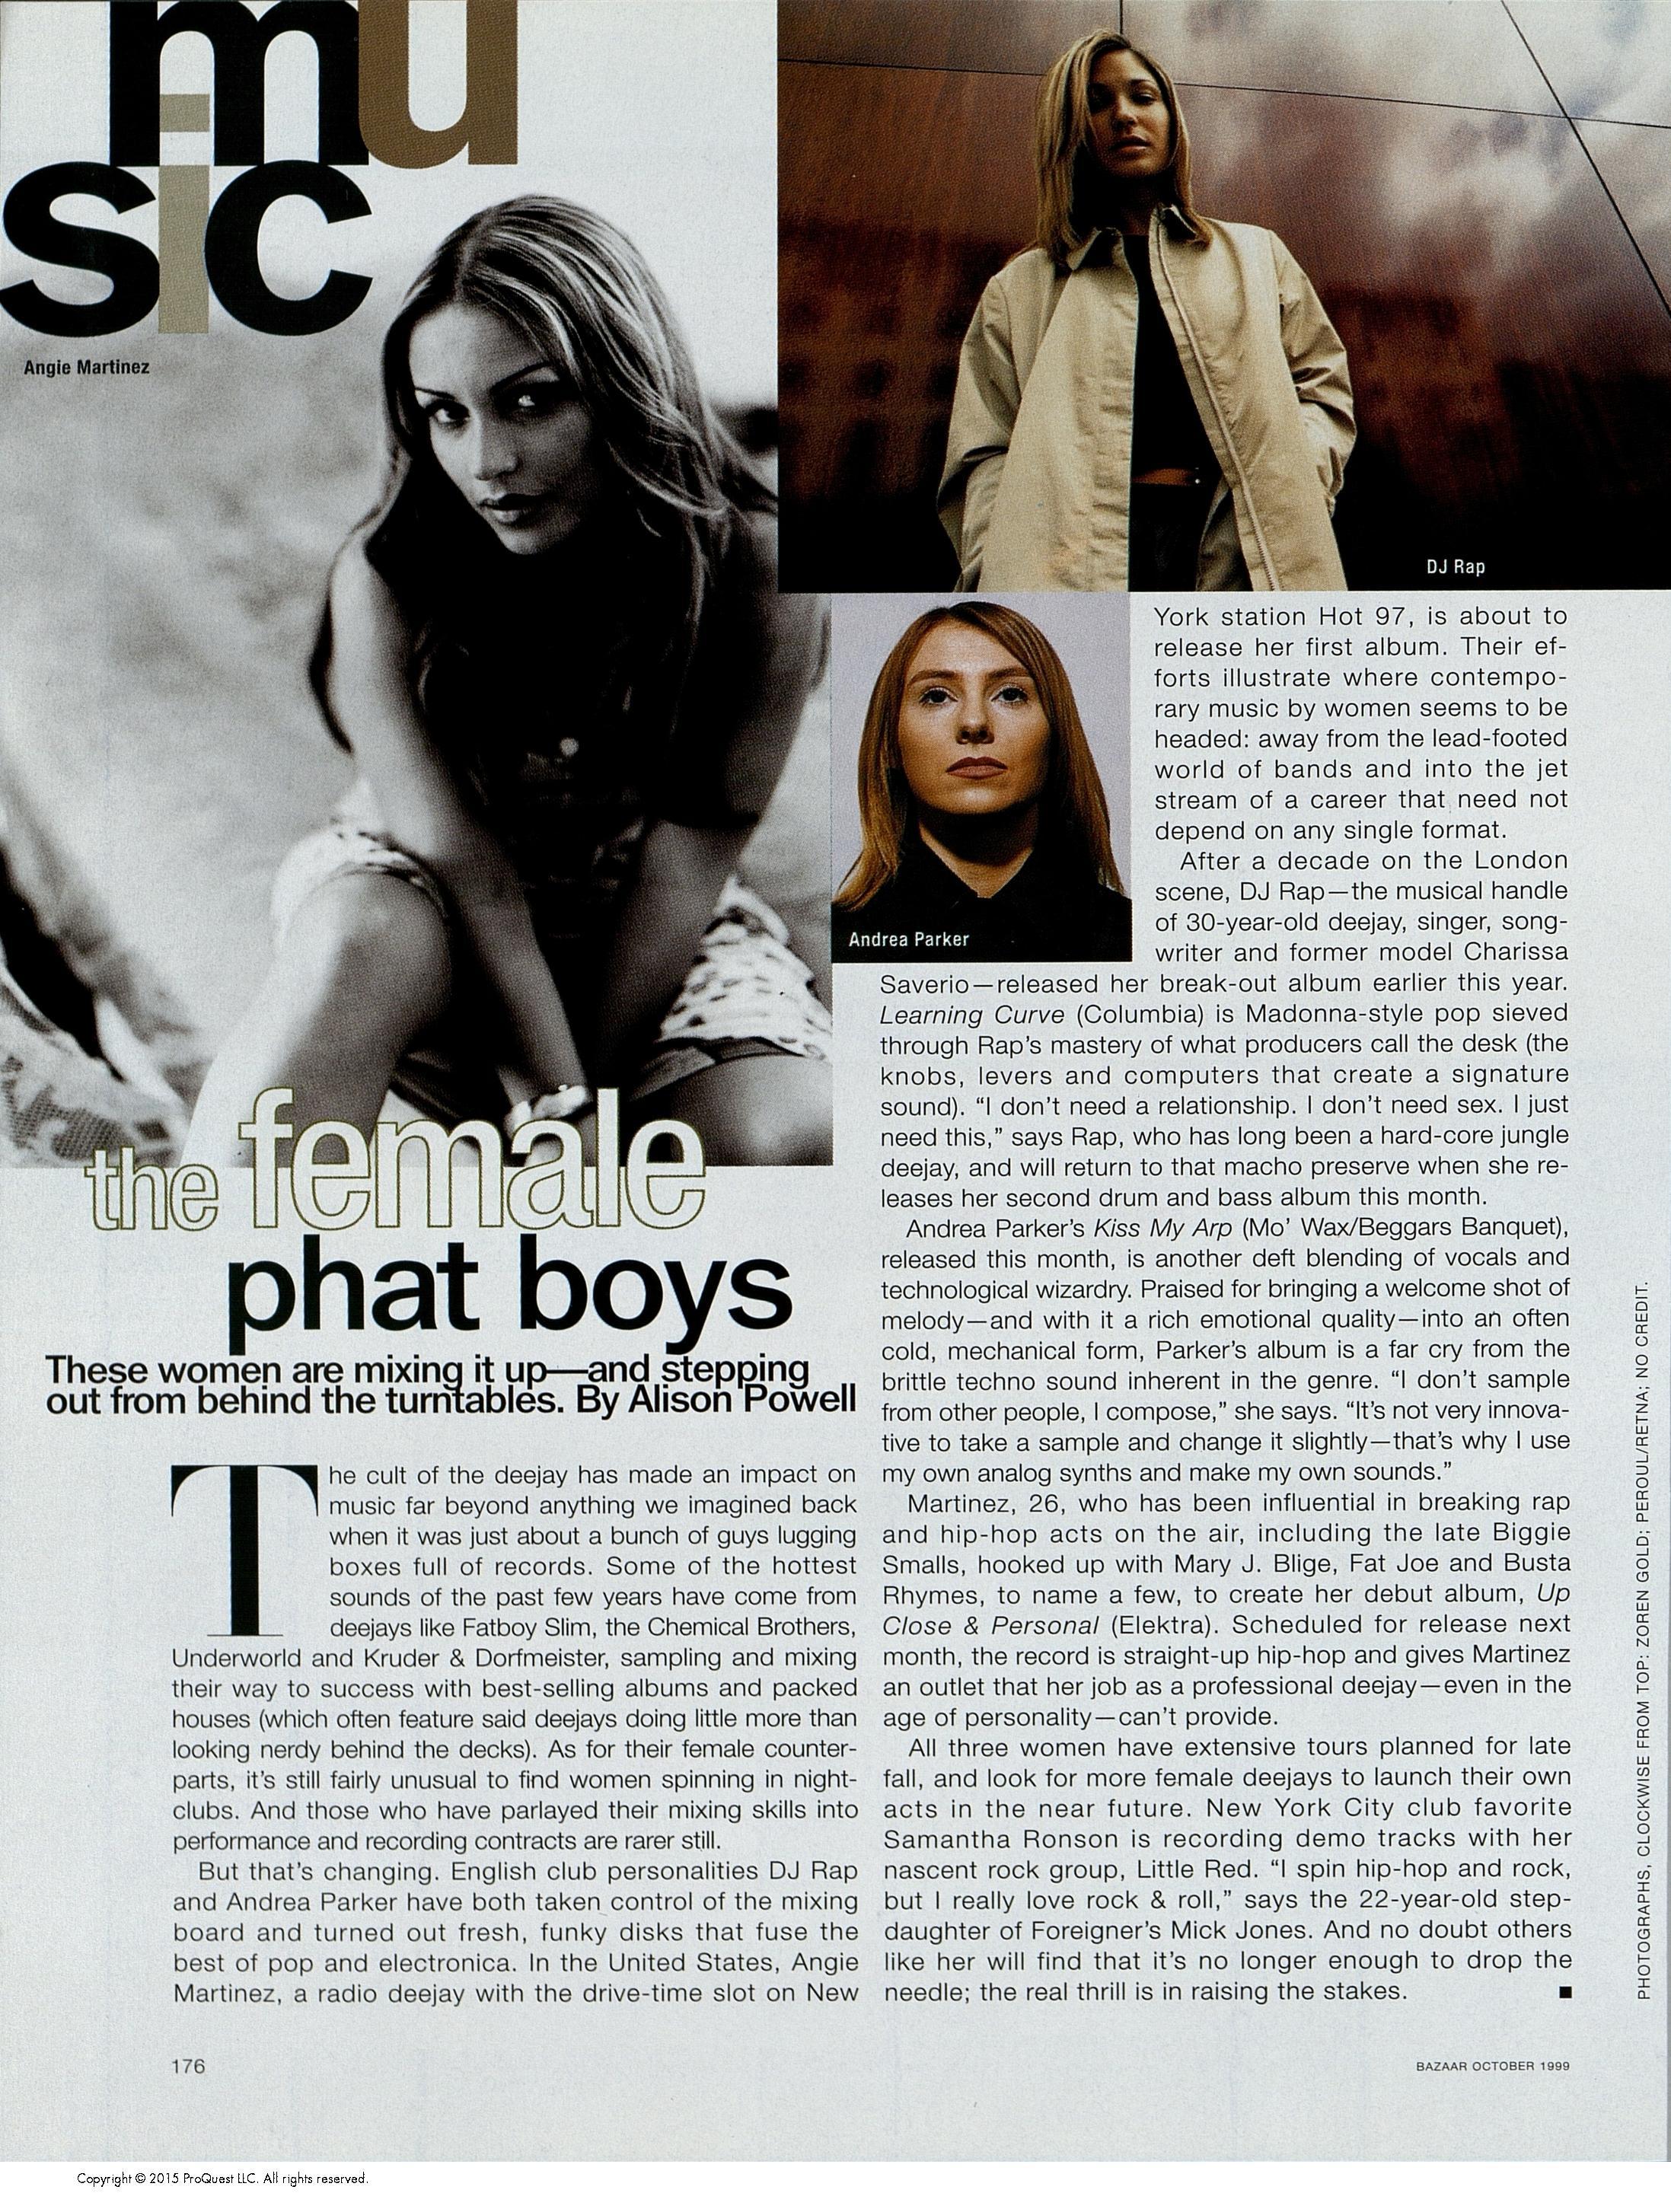 mu
sic
Angie Martinez
DJ Rap
Andrea Parker
the female
phat boys
These women are mixing it up—and stepping
out from behind the turntables. By Alison Powell
The cult of the deejay has made an impact on
music far beyond anything we imagined back
when it was just about a bunch of guys lugging
boxes full of records. Some of the hottest
sounds of the past few years have come from
deejays like Fatboy Slim, the Chemical Brothers,
Underworld and Kruder & Dorfmeister, sampling and mixing
their way to success with best-selling albums and packed
houses (which often feature said deejays doing little more than
looking nerdy behind the decks). As for their female counter-
parts, it's still fairly unusual to find women spinning in night-
clubs. And those who have parlayed their mixing skills into
performance and recording contracts are rarer still.
But that's changing. English club personalities DJ Rap
and Andrea Parker have both taken control of the mixing
board and turned out fresh, funky disks that fuse the
best of pop and electronica. In the United States, Angie
Martinez, a radio deejay with the drive-time slot on New
York station Hot 97, is about to
release her first album. Their ef-
forts illustrate where contempo-
rary music by women seems to be
headed: away from the lead-footed
world of bands and into the jet
stream of a career that need not
depend on any single format.
After a decade on the London
scene, DJ Rap—the musical handle
of 30-year-old deejay, singer, song-
writer and former model Charissa
Saverio—released her break-out album earlier this year.
Learning Curve (Columbia) is Madonna-style pop sieved
through Rap's mastery of what producers call the desk (the
knobs, levers and computers that create a signature
sound). “I don't need a relationship. I don't need sex. I just
need this,” says Rap, who has long been a hard-core jungle
deejay, and will return to that macho preserve when she re-
leases her second drum and bass album this month.
Andrea Parker's Kiss My Arp (Mo' Wax/Beggars Banquet),
released this month, is another deft blending of vocals and
technological wizardry. Praised for bringing a welcome shot of
melody—and with it a rich emotional quality—into an often
cold, mechanical form, Parker's album is a far cry from the
brittle techno sound inherent in the genre. “I don't sample
from other people, I compose,” she says. “It's not very innova-
tive to take a sample and change it slightly—that's why I use
my own analog synths and make my own sounds.”
Martinez, 26, who has been influential in breaking rap
and hip-hop acts on the air, including the late Biggie
Smalls, hooked up with Mary J. Blige, Fat Joe and Busta
Rhymes, to name a few, to create her debut album, Up
Close & Personal (Elektra). Scheduled for release next
month, the record is straight-up hip-hop and gives Martinez
an outlet that her job as a professional deejay—even in the
age of personality—can't provide.
All three women have extensive tours planned for late
fall, and look for more female deejays to launch their own
acts in the near future. New York City club favorite
Samantha Ronson is recording demo tracks with her
nascent rock group, Little Red. “I spin hip-hop and rock,
but I really love rock & roll,” says the 22-year-old step-
daughter of Foreigner's Mick Jones. And no doubt others
like her will find that it's no longer enough to drop the
needle; the real thrill is in raising the stakes.
PHOTOGRAPHS, CLOCKWISE FROM TOP: ZOREN GOLD; PEROUL/RETNA; NO CREDIT.
176
BAZAAR OCTOBER 1999
Copyright © 2015 ProQuest LLC. All rights reserved.